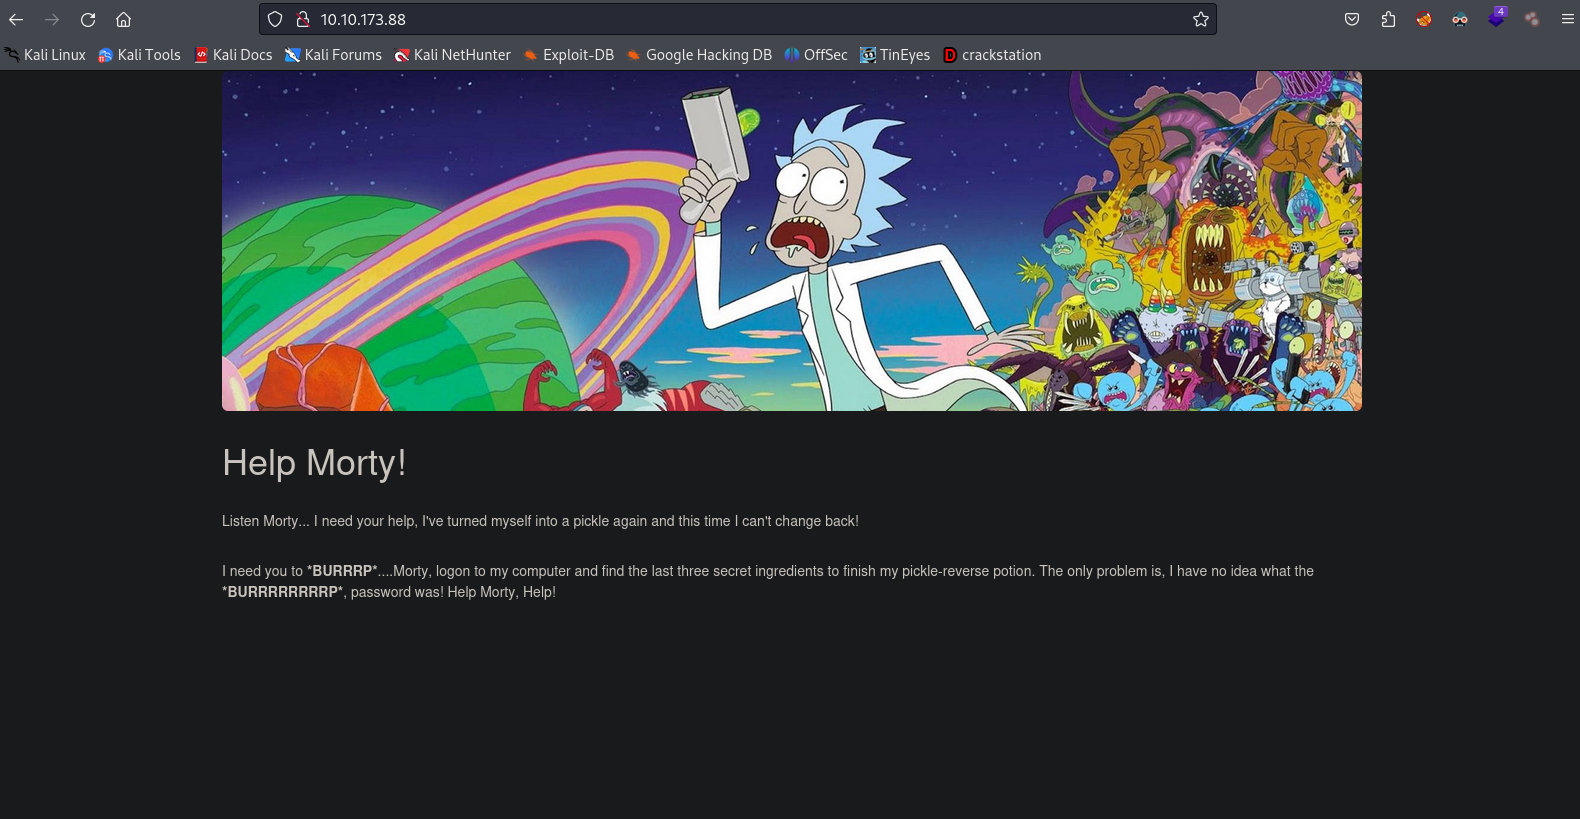 10.10.173.88
4
Kali Linux Kali Tools Kali Docs Kali Forums Kali NetHunter Exploit-DB Google Hacking DB OffSec TinEyes crackstation
Help Morty!
Listen Morty... I need your help, I've turned myself into a pickle again and this time I can't change back!
I need you to *BURRRP*....Morty, logon to my computer and find the last three secret ingredients to finish my pickle-reverse potion. The only problem is, I have no idea what the
*BURRRRRRRRP*, password was! Help Morty, Help!